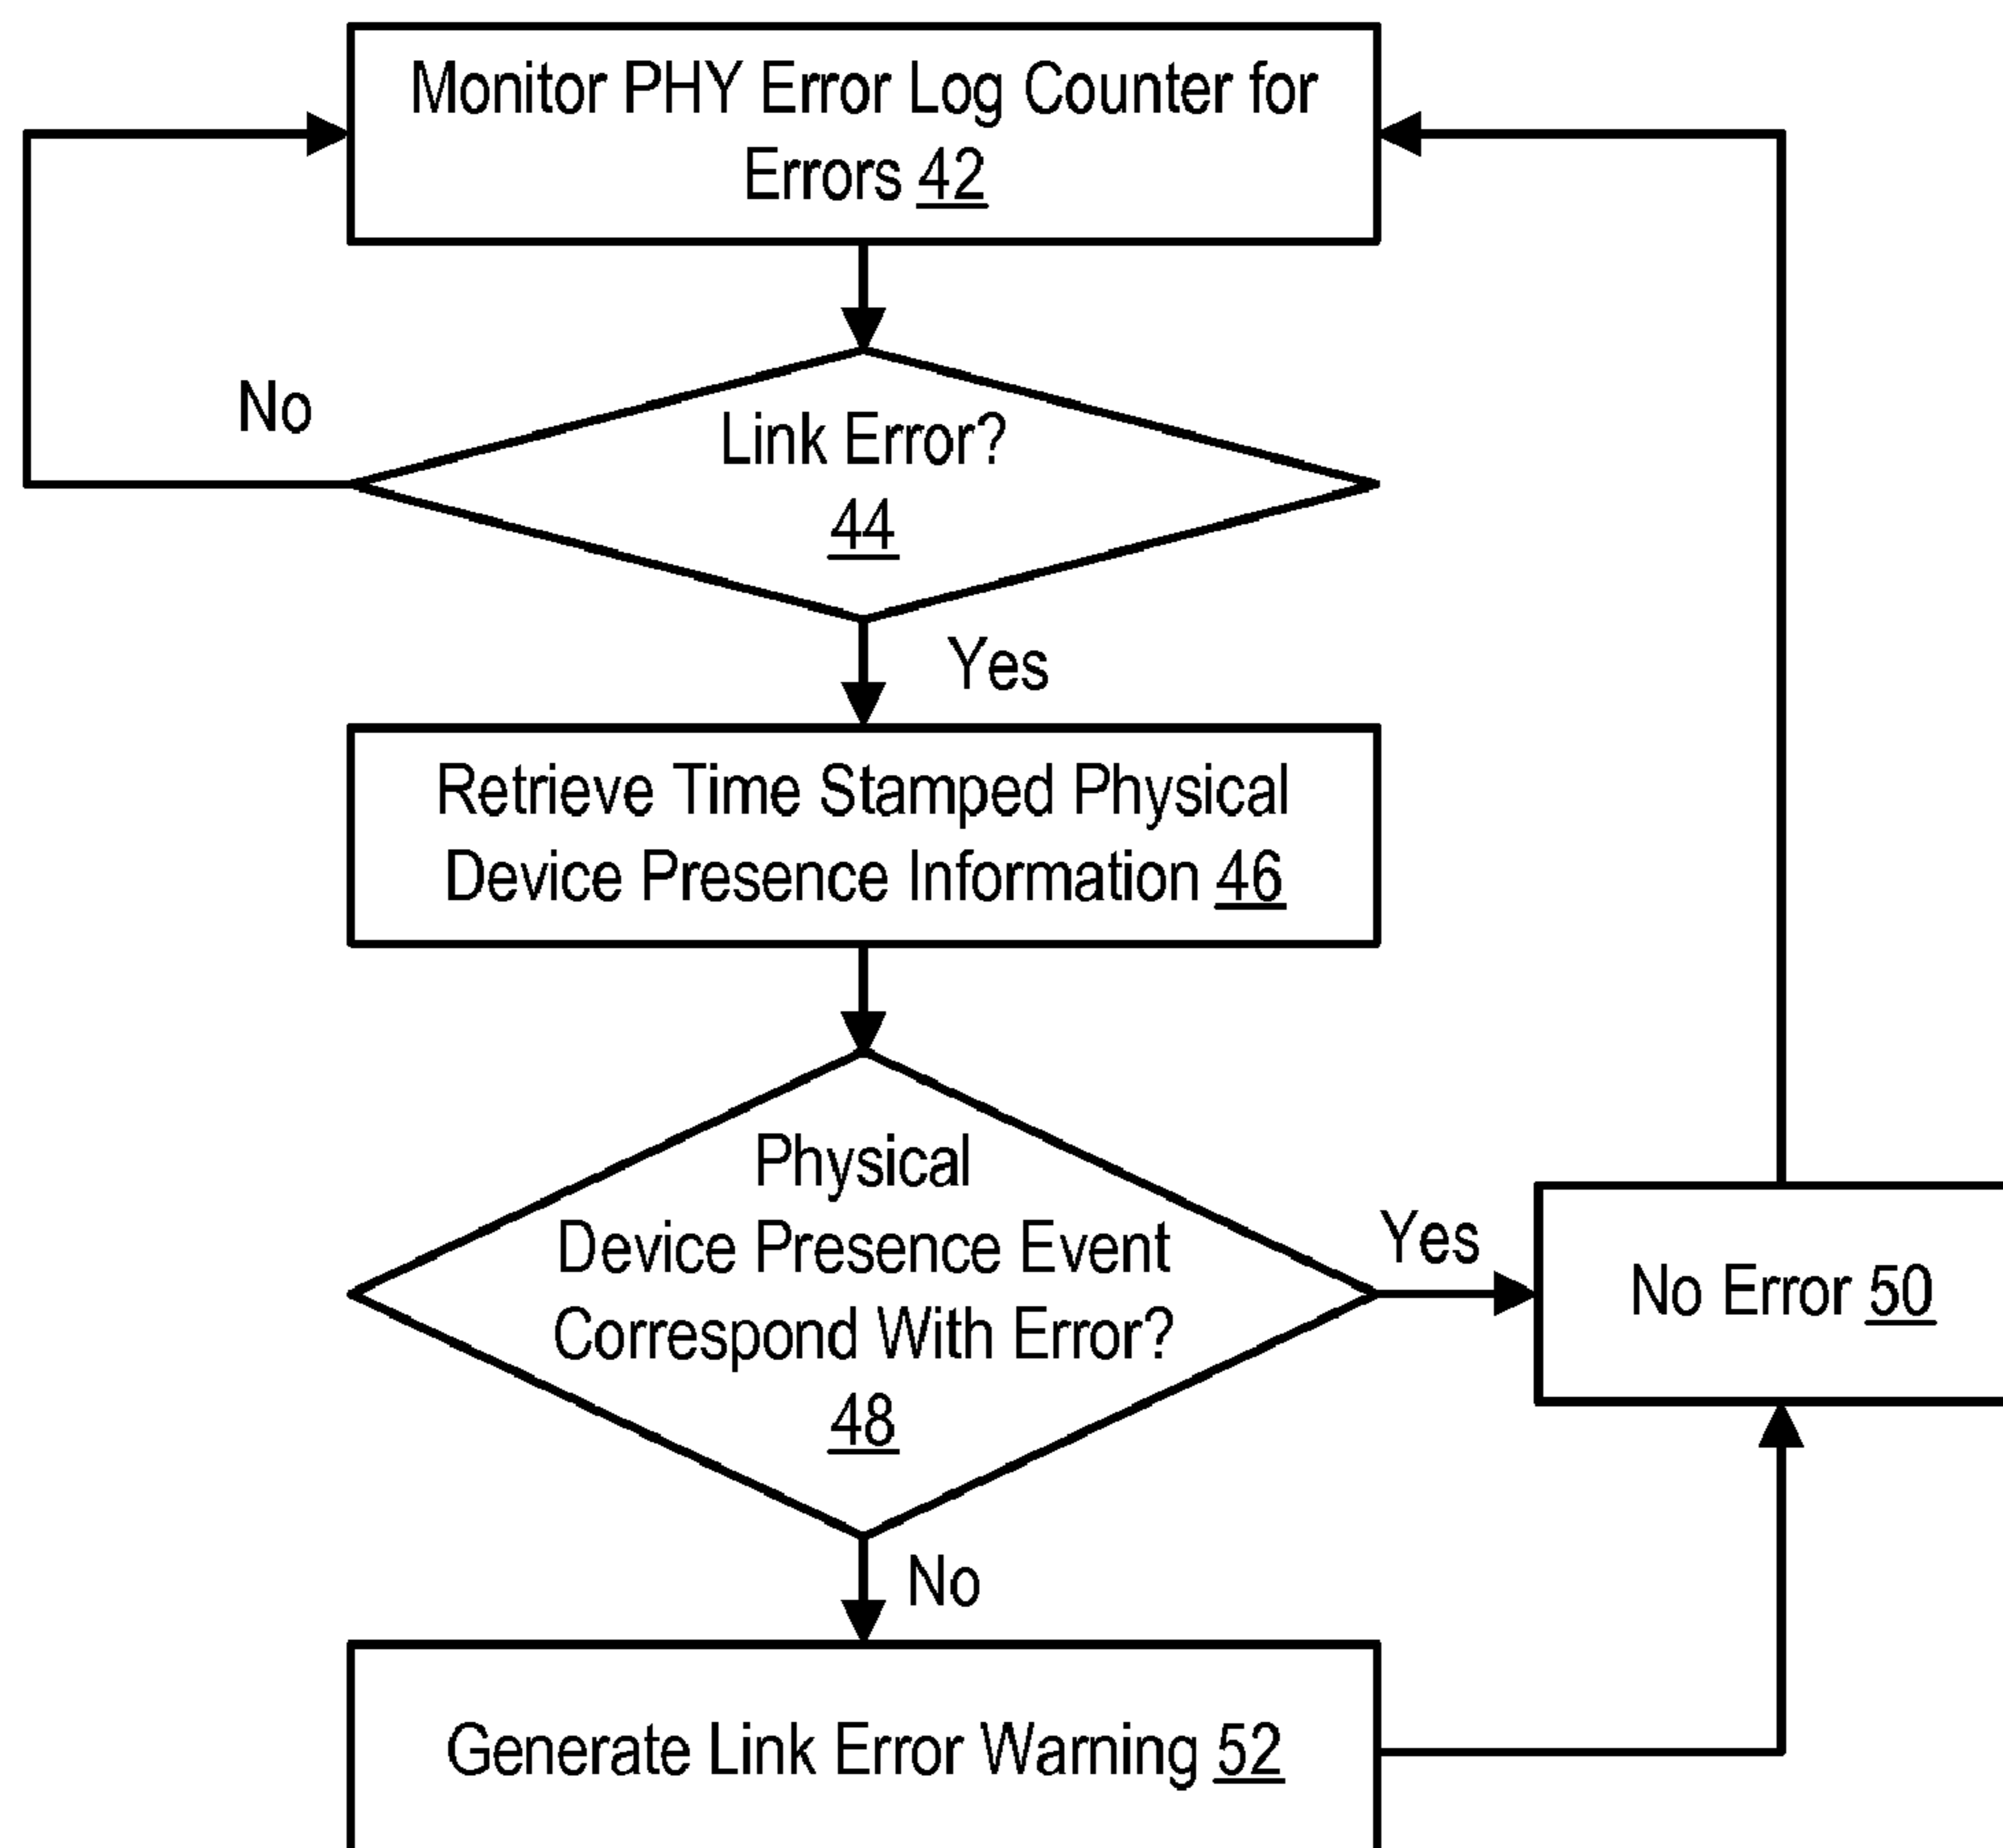 Monitor PHY Error Log Counter for
Errors 42
No
Link Error?
44
Yes
Retrieve Time Stamped Physical
Device Presence Information 46
Physical
Device Presence Event
Correspond With Error?
48
Yes
No Error 50
No
Generate Link Error Warning 52